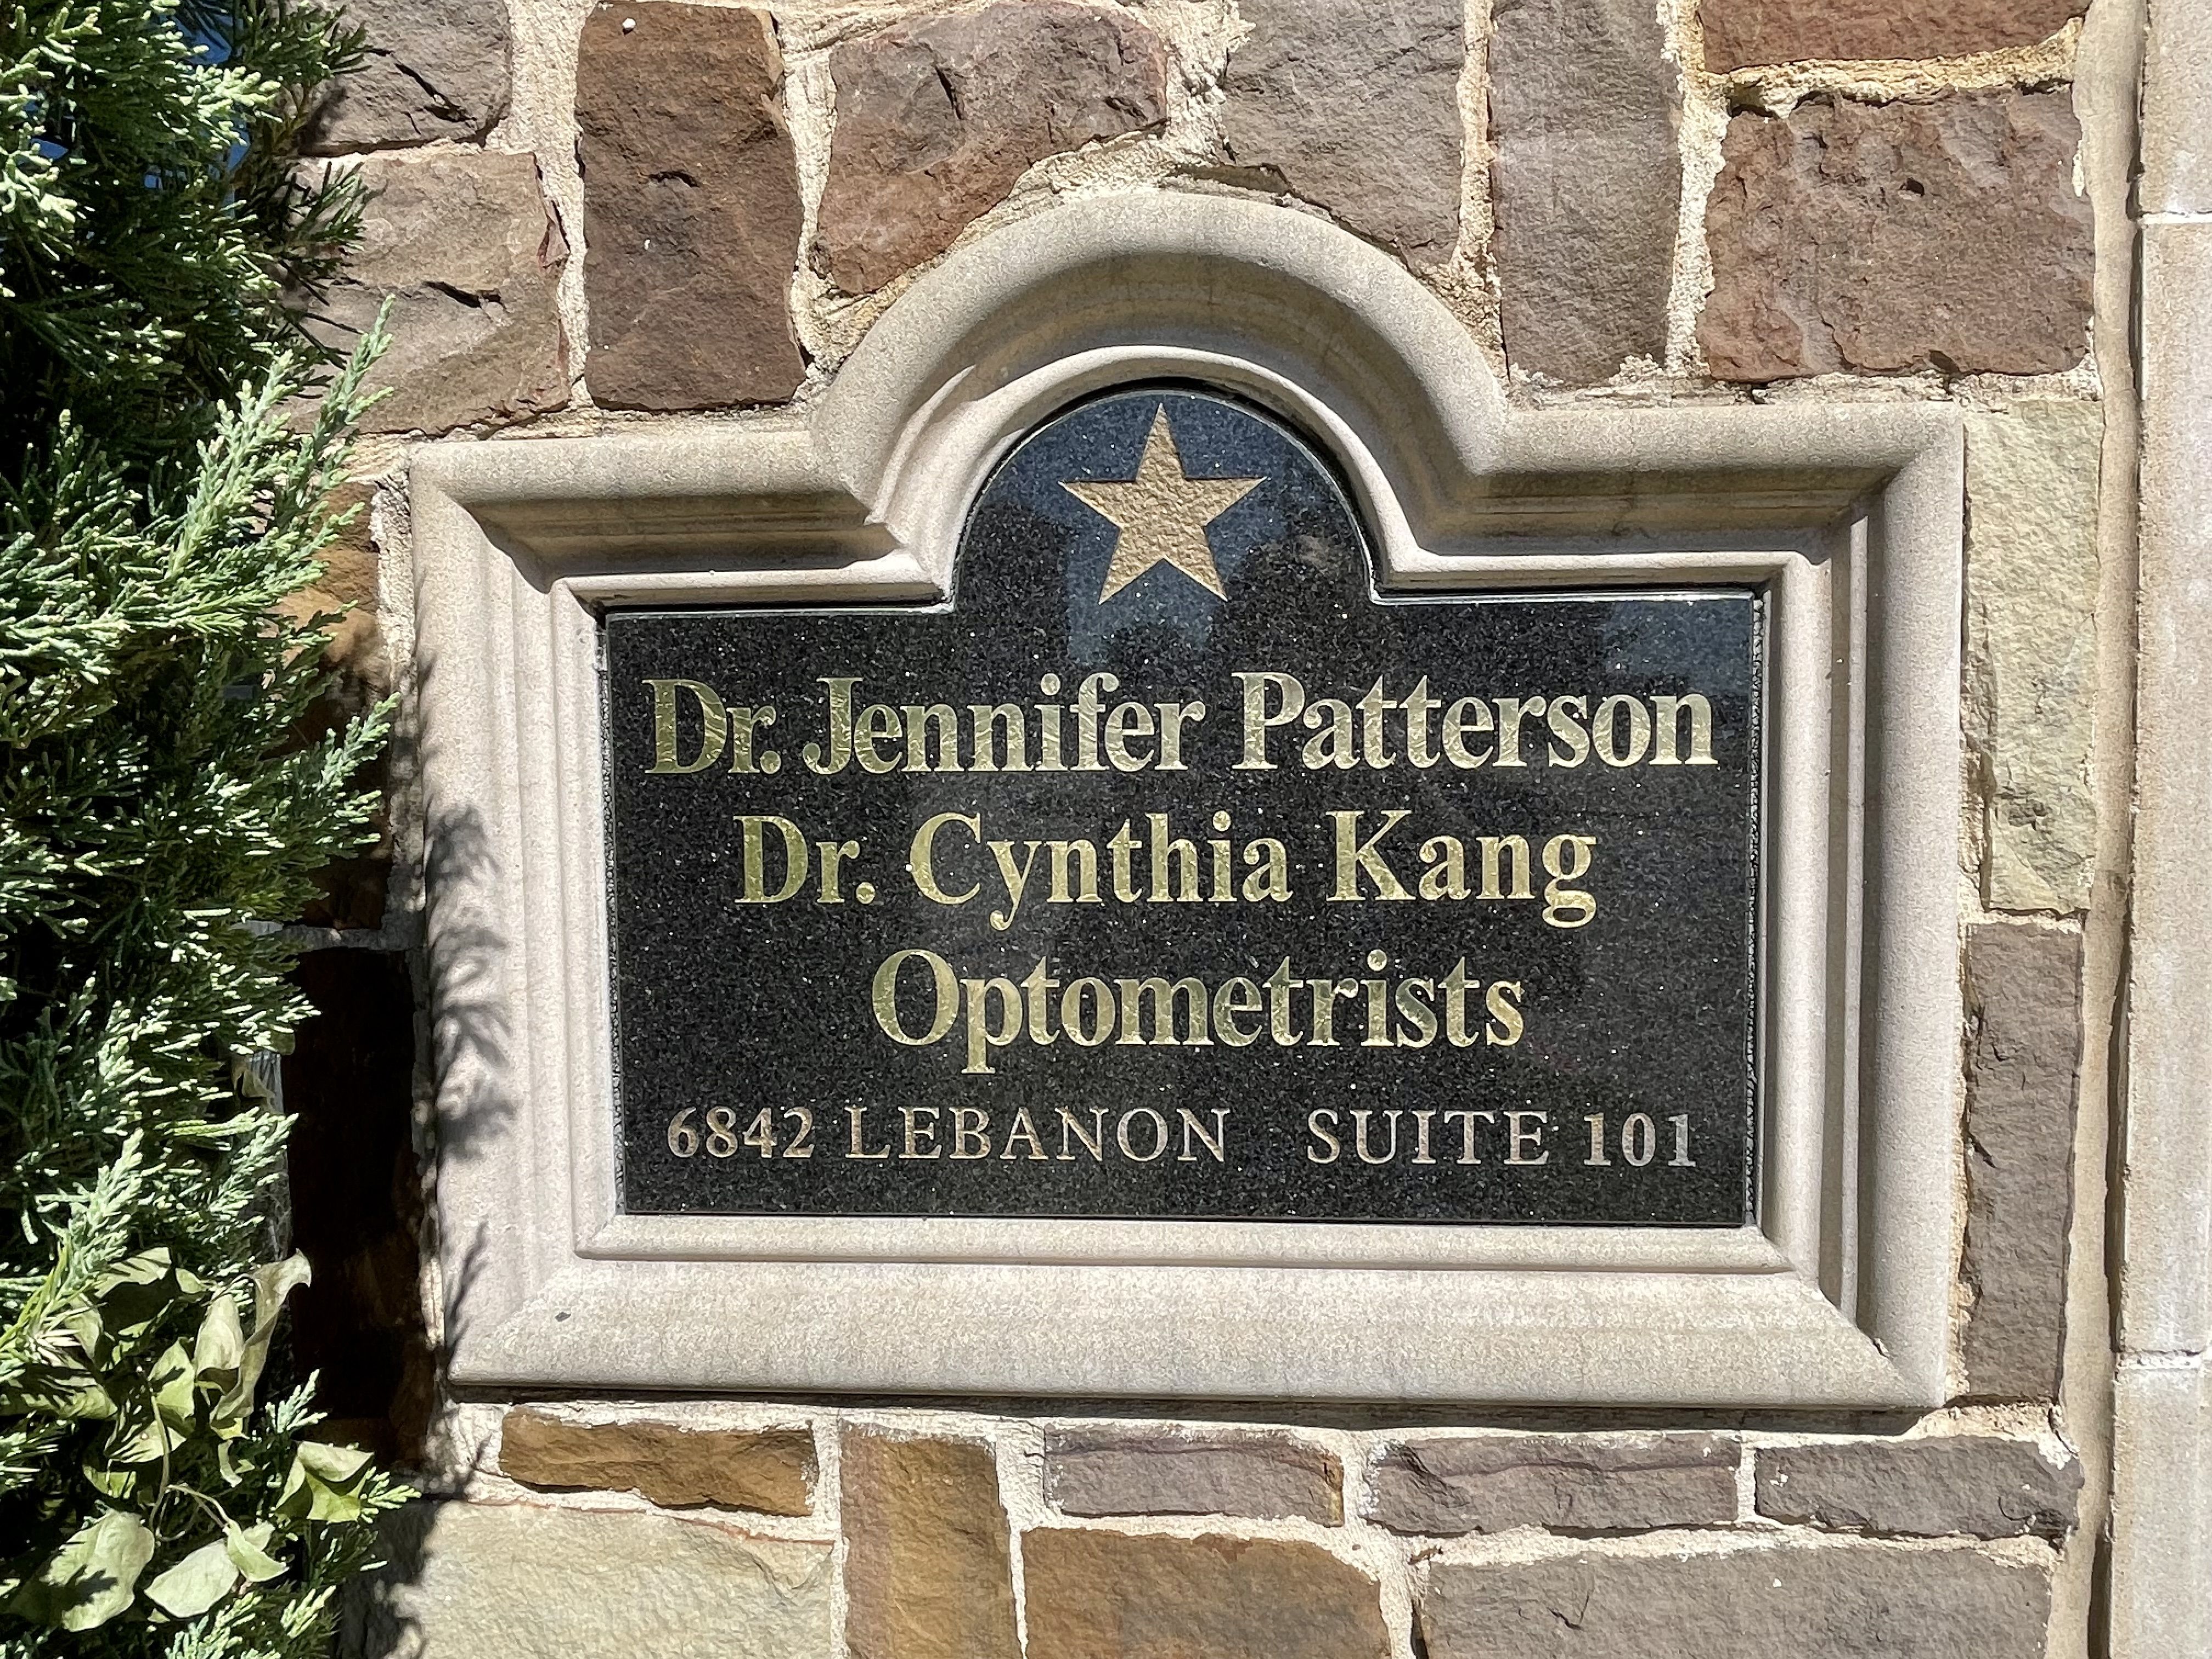 Dr. Jennifer Patterson
Dr. Cynthia Kang
Optometrists
6842 LEBANON SUITE 101